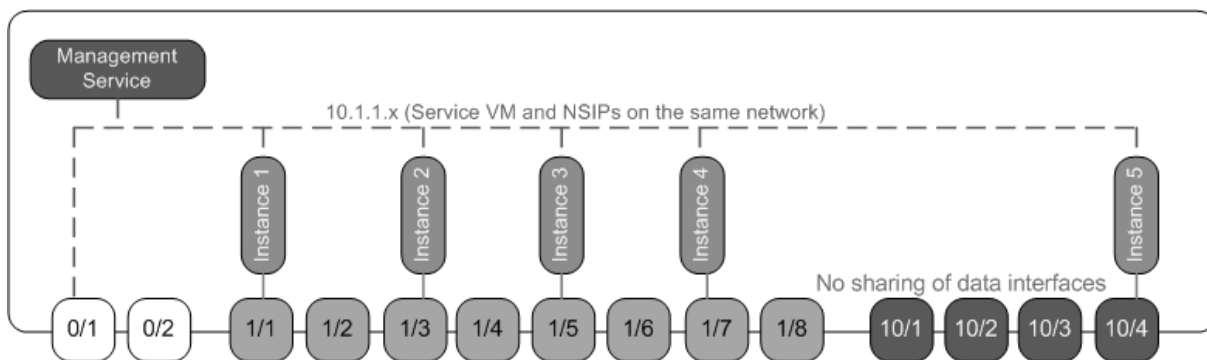 Management
Service
10.1.1.x (Service VM and NSIPs on the same network)
Instance 1
Instance 2
Instance 3
Instance 4
Instance 5
No sharing of data interfaces
0/1
0/2
1/1
1/2
1/3
1/4
1/5
1/6
1/7
1/8
10/1
10/2
10/3
10/4